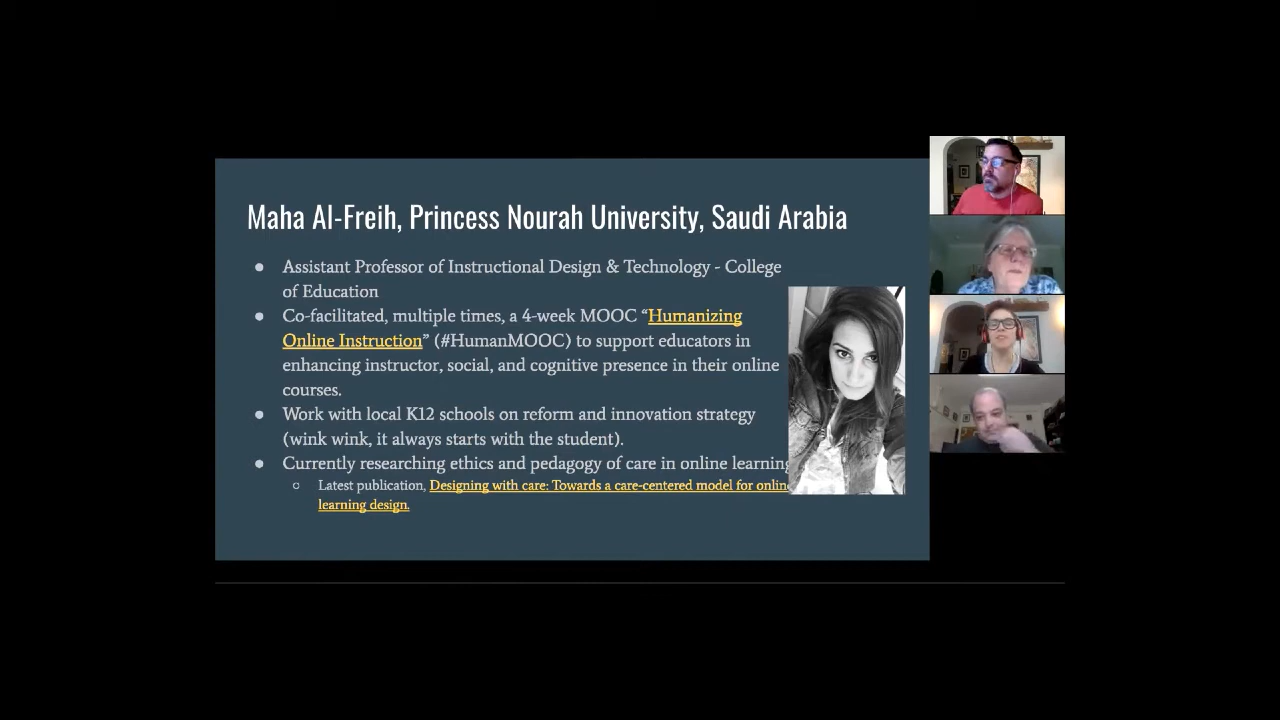 Maha Al-Freih, Princess Nourah University, Saudi Arabia
● Assistant Professor of Instructional Design & Technology - College
of Education
● Co-facilitated, multiple times, a 4-week MOOC “Humanizing
Online Instruction” (#HumanMOOC) to support educators in
enhancing instructor, social, and cognitive presence in their online
courses.
● Work with local K12 schools on reform and innovation strategy
(wink wink, it always starts with the student).
● Currently researching ethics and pedagogy of care in online learning
○ Latest publication, Designing with care: Towards a care-centered model for online
learning design.